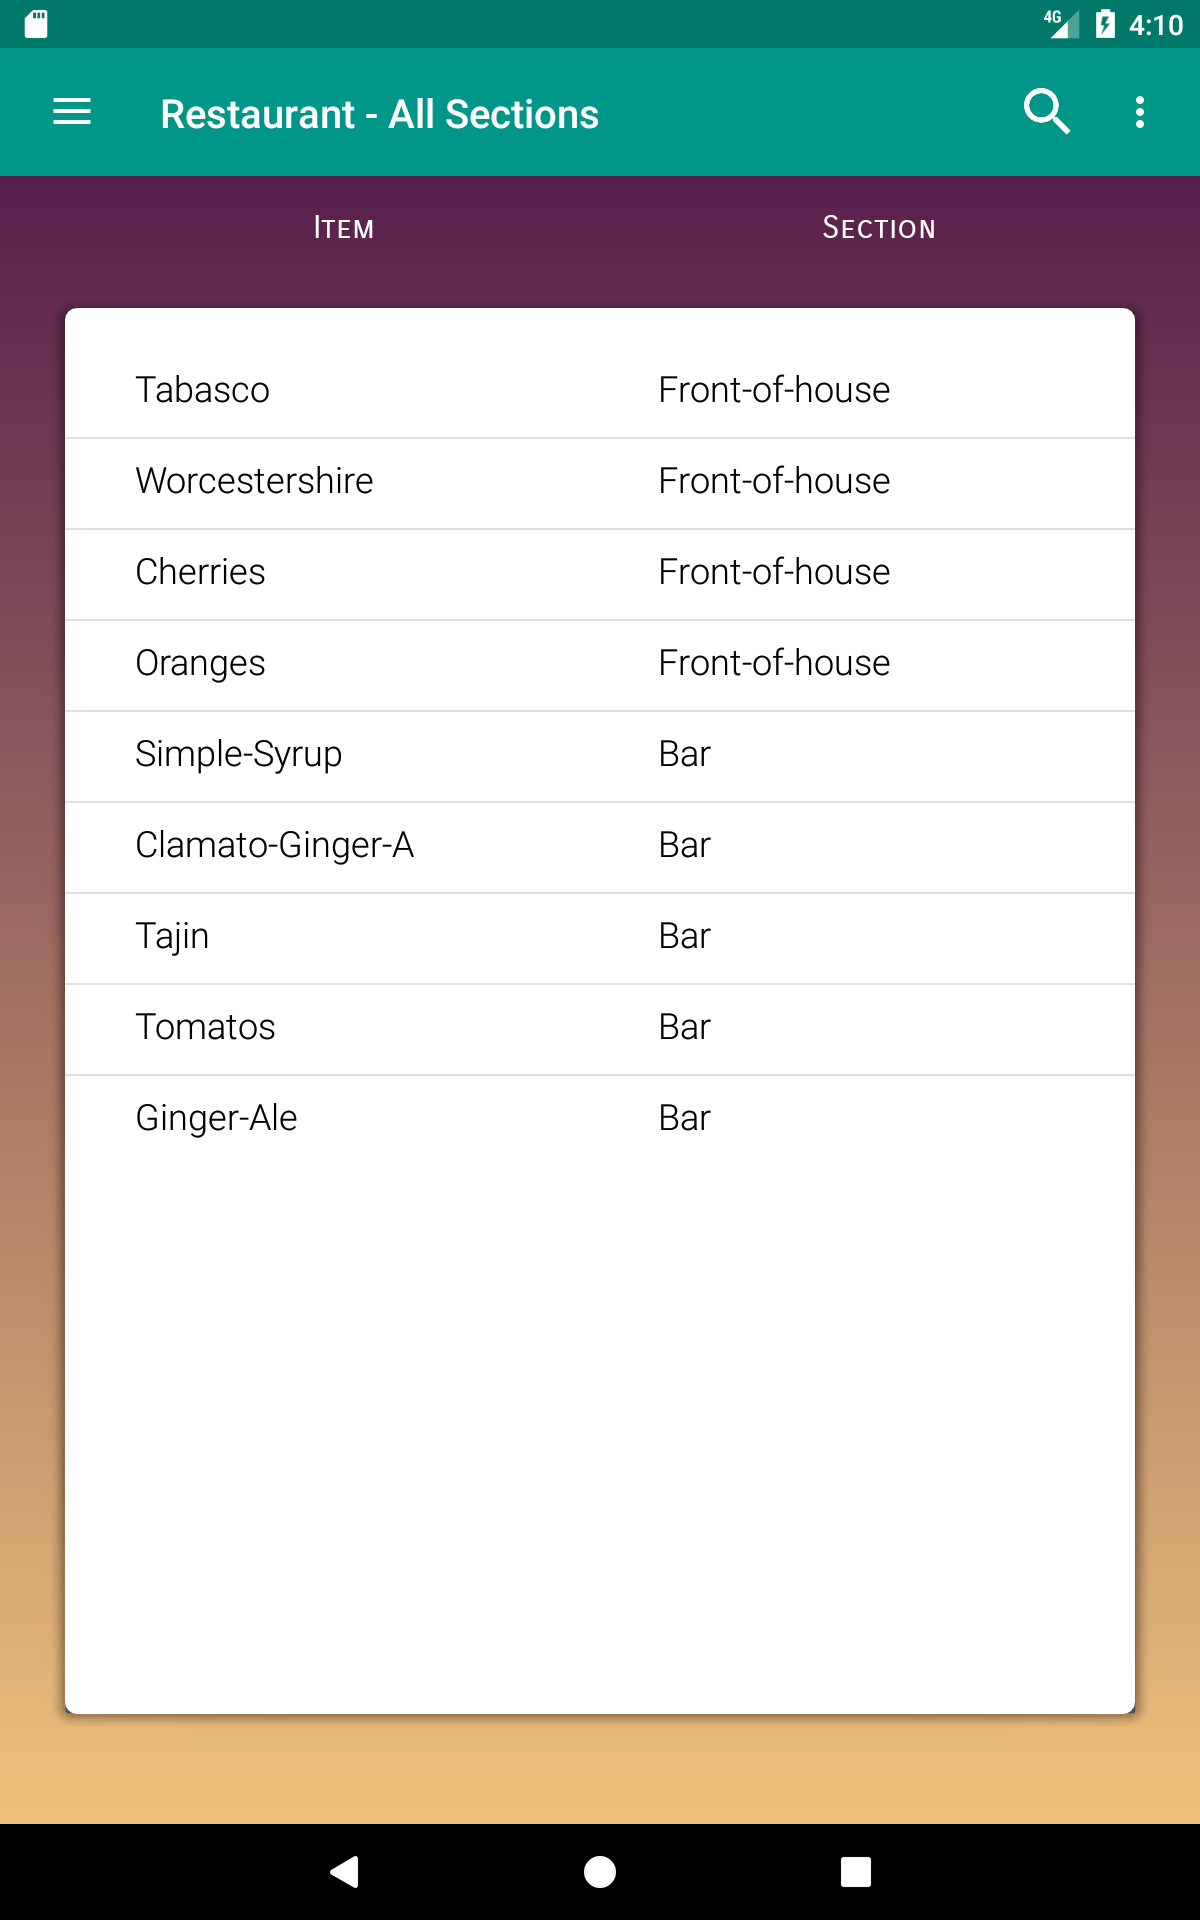 4G 4:10
Restaurant - All Sections
Item Section
Tabasco Front-of-house
Worcestershire Front-of-house
Cherries Front-of-house
Oranges Front-of-house
Simple-Syrup Bar
Clamato-Ginger-A Bar
Tajin Bar
Tomatos Bar
Ginger-Ale Bar